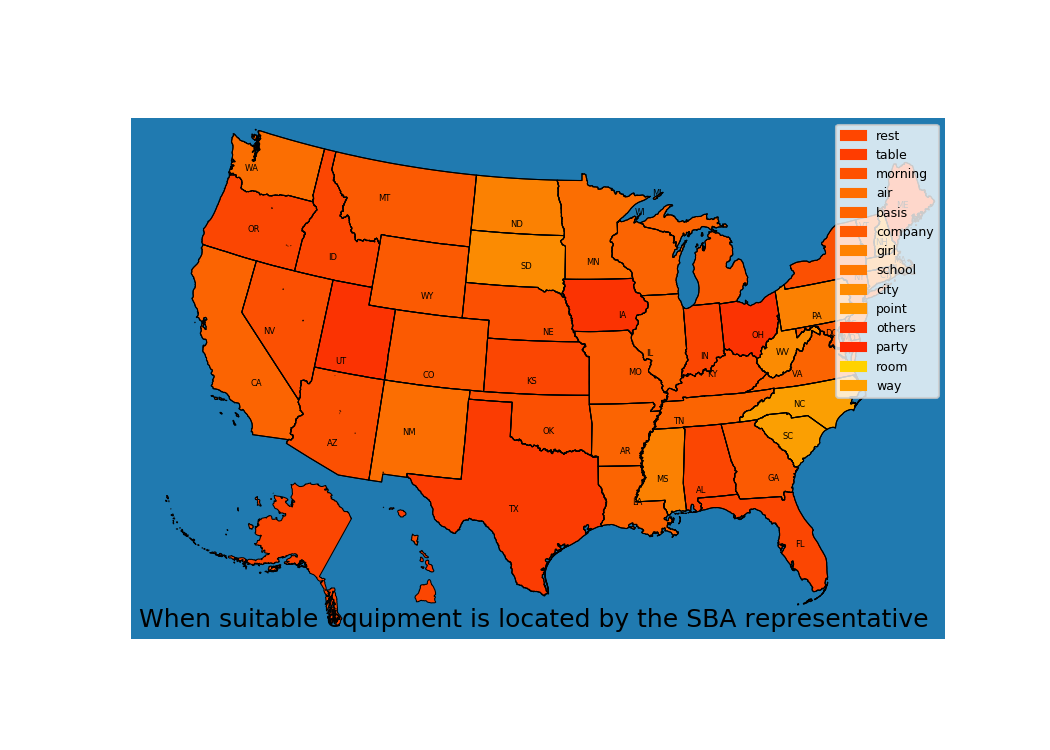 WA
MT
ND
MI
WI
OR
ID
SD
MN
WY
NV
NE
IA
UT
CO
CA
KS
MO
IL
IN
OH
PA
WV
VA
KY
NM
AZ
OK
AR
TN
NC
SC
MS
AL
GA
LA
TX
FL
ME
NH
DC
rest
table
morning
air
basis
company
girl
school
city
point
others
party
room
way
When suitable equipment is located by the SBA representative